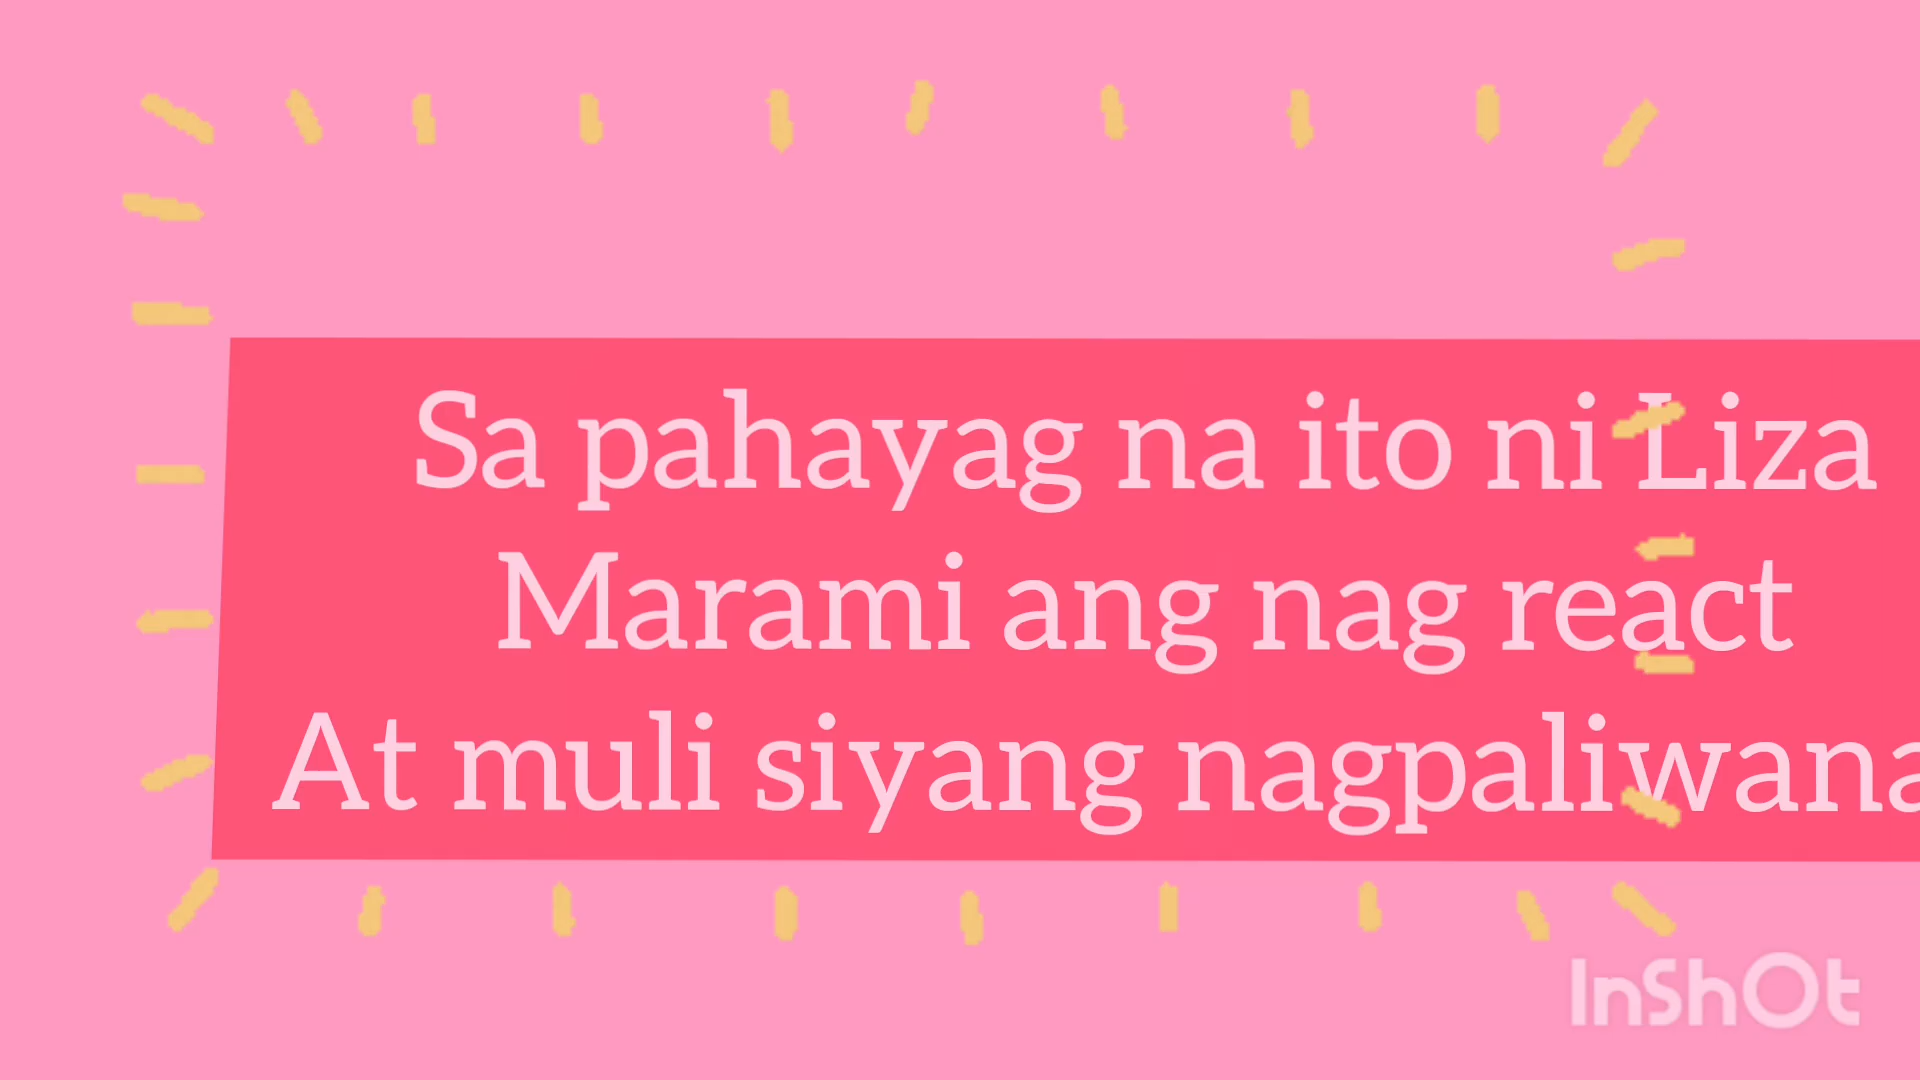 Sa pahayag na ito ni Liza
Marami ang nag react
At muli siyang nagpaliwana
InShOt